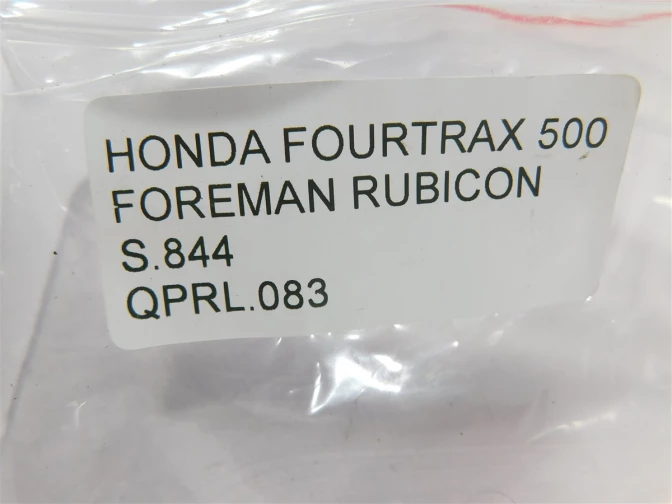 HONDA FOURTRAX 500
FOREMAN RUBICON
S.844
QPRL.083